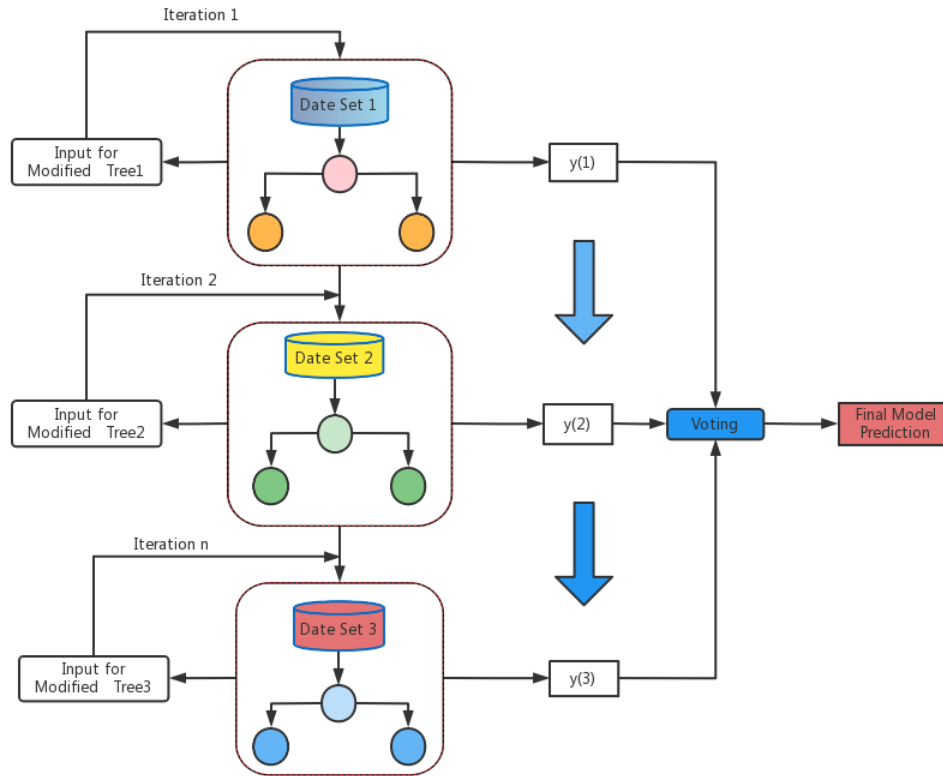 Iteration 1
Date Set 1
Input for
Modified Tree1
y(1)
Iteration 2
Date Set 2
Input for
Modified Tree2
y(2)
Voting
Final Model
Prediction
Iteration n
Date Set 3
Input for
Modified Tree3
y(3)